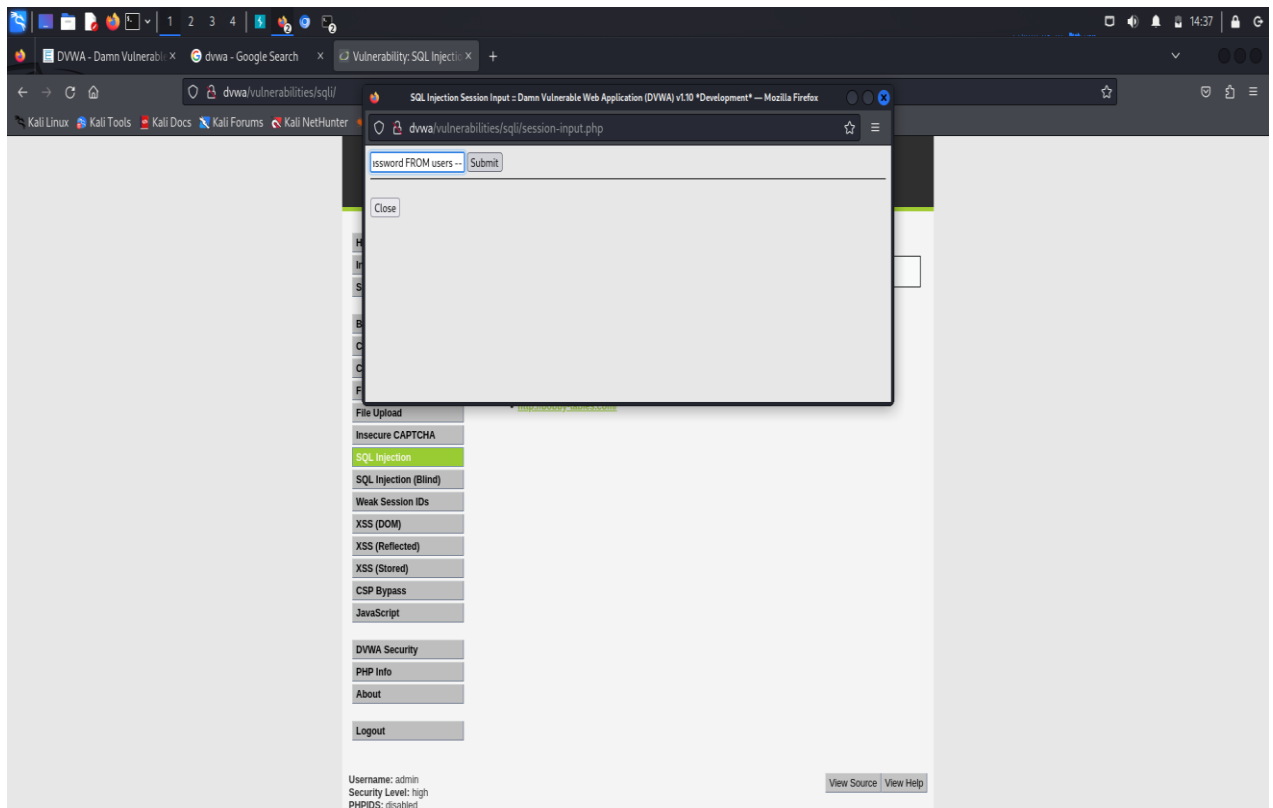 1 2 3 4
2
2
14:37
DVWA - Damn Vulnerable
dvwa - Google Search
Vulnerability: SQL Injectio
dvwa/vulnerabilities/sqli/
Kali Linux Kali Tools Kali Docs Kali Forums Kali NetHunter
SQL Injection Session Input :: Damn Vulnerable Web Application (DVWA) v1.10 *Development* — Mozilla Firefox
dvwa/vulnerabilities/sqli/session-input.php
ssword FROM users -- Submit
Close
H
In
S
B
C
C
F
File Upload
Insecure CAPTCHA
SQL Injection
SQL Injection (Blind)
Weak Session IDs
XSS (DOM)
XSS (Reflected)
XSS (Stored)
CSP Bypass
JavaScript
DVWA Security
PHP Info
About
Logout
Username: admin
Security Level: high
PHPIDS: disabled
View Source View Help